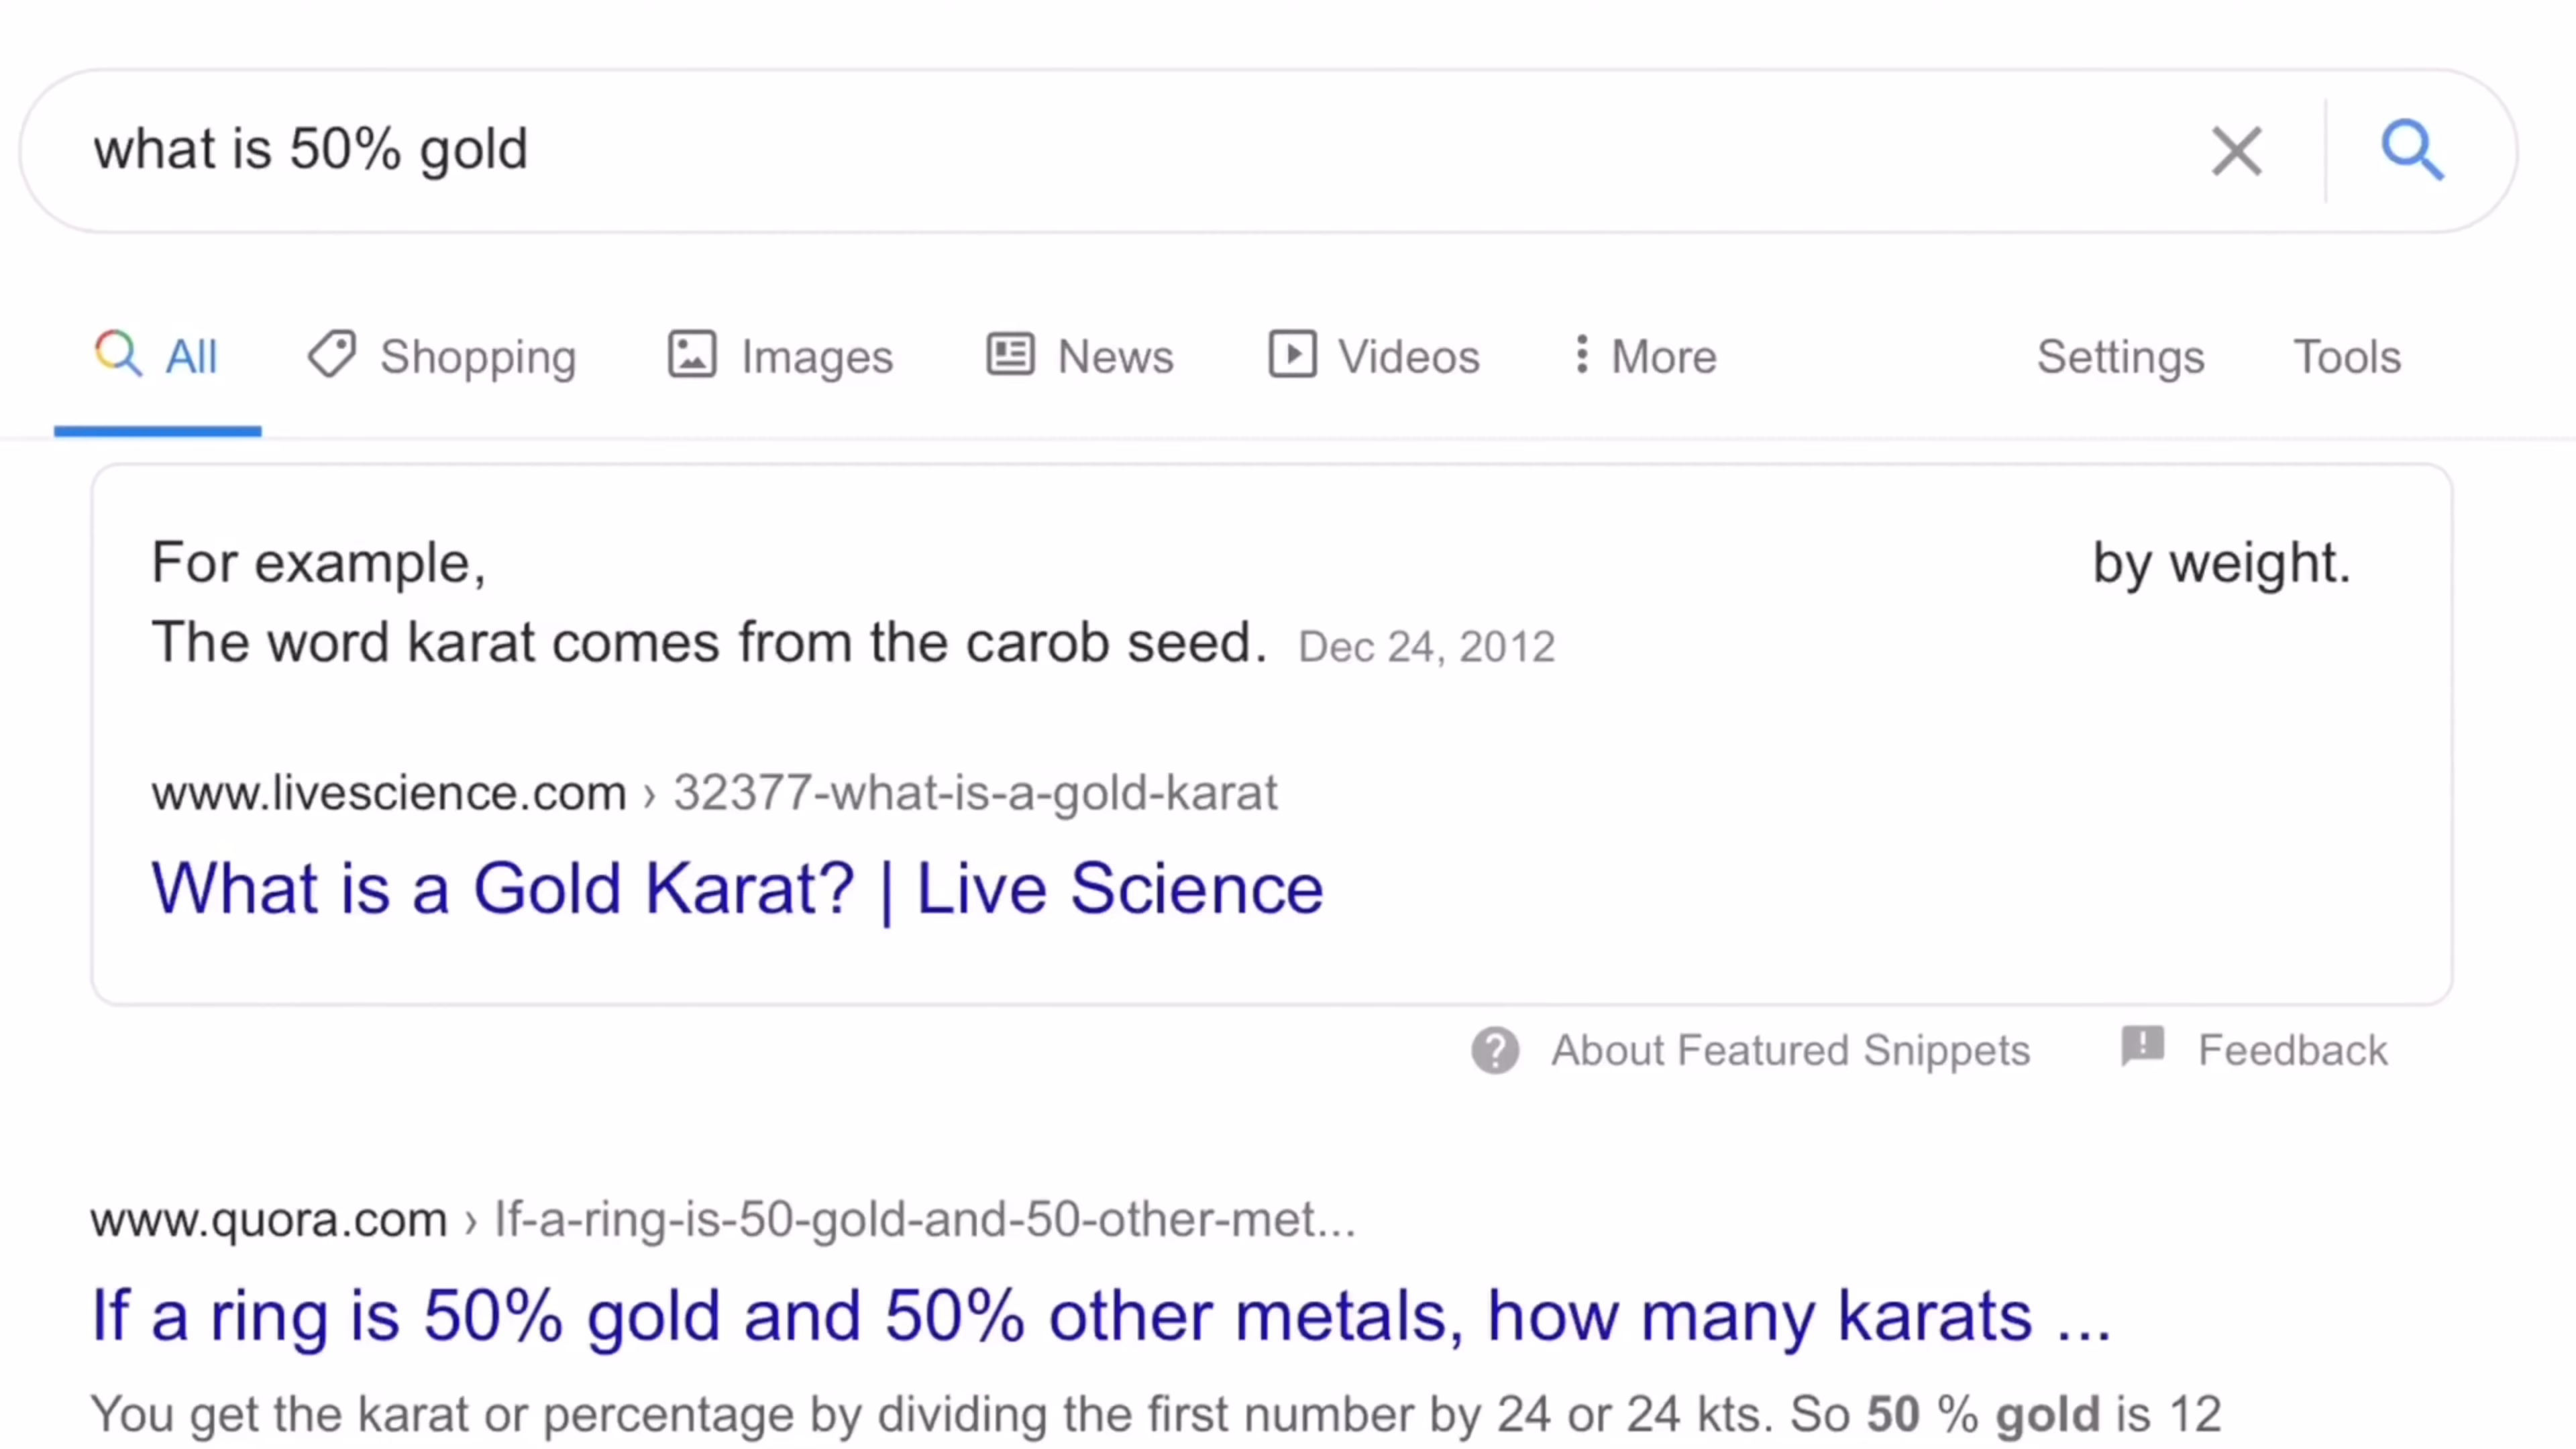 what is 50% gold
All Shopping Images News Videos More Settings Tools
For example, by weight.
The word karat comes from the carob seed. Dec 24, 2012
www.livescience.com › 32377-what-is-a-gold-karat
What is a Gold Karat? | Live Science
About Featured Snippets Feedback
www.quora.com › If-a-ring-is-50-gold-and-50-other-met...
If a ring is 50% gold and 50% other metals, how many karats ...
You get the karat or percentage by dividing the first number by 24 or 24 kts. So 50 % gold is 12